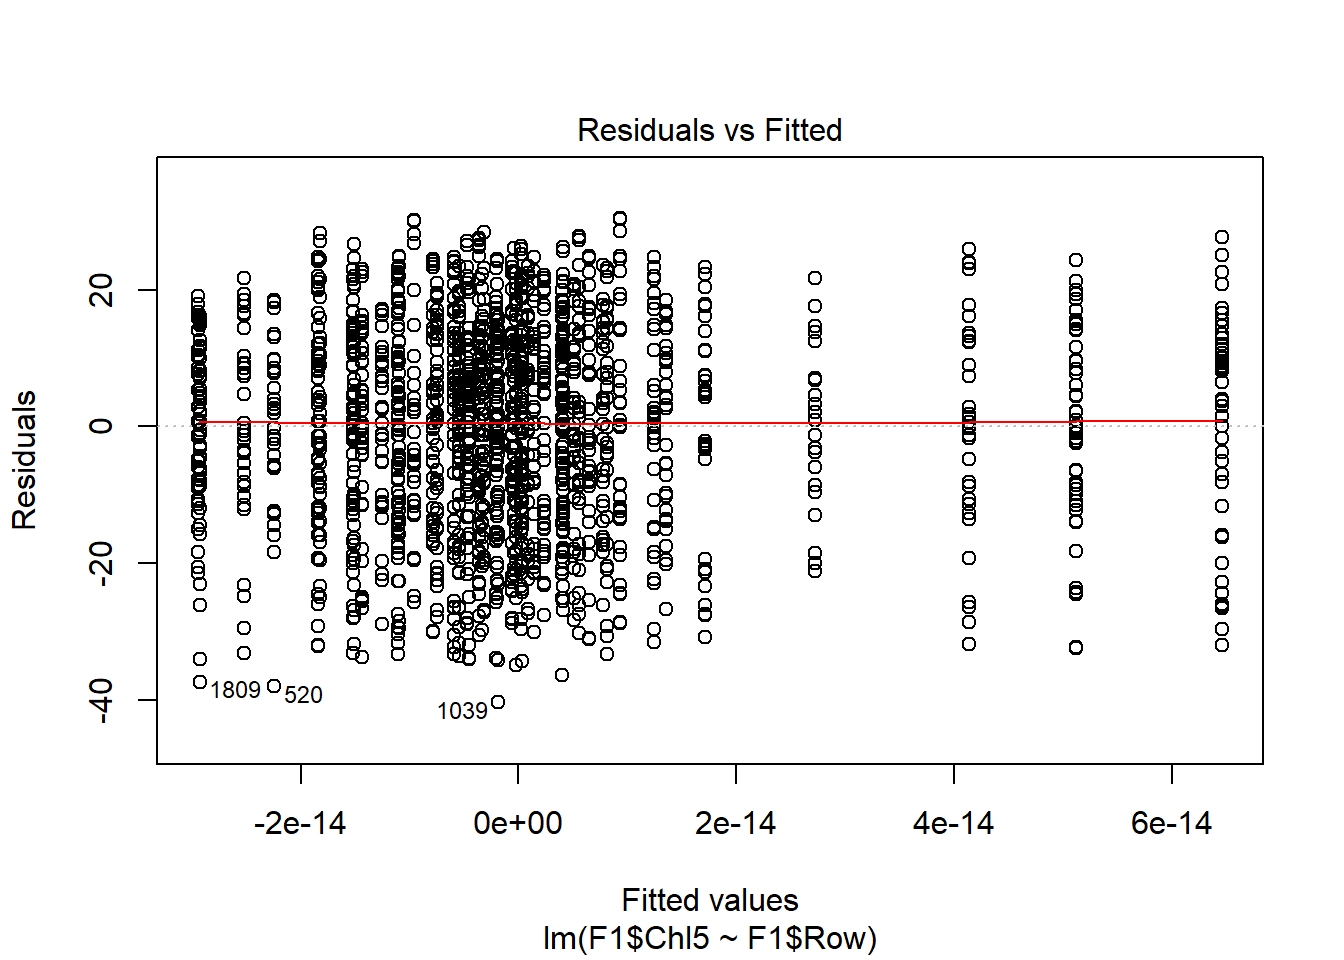 Residuals vs Fitted
Residuals
20
0
-20
-40
1809
520
1039
-2e-14
0e+00
2e-14
4e-14
6e-14
Fitted values
lm(F1$Chl5 ~ F1$Row)